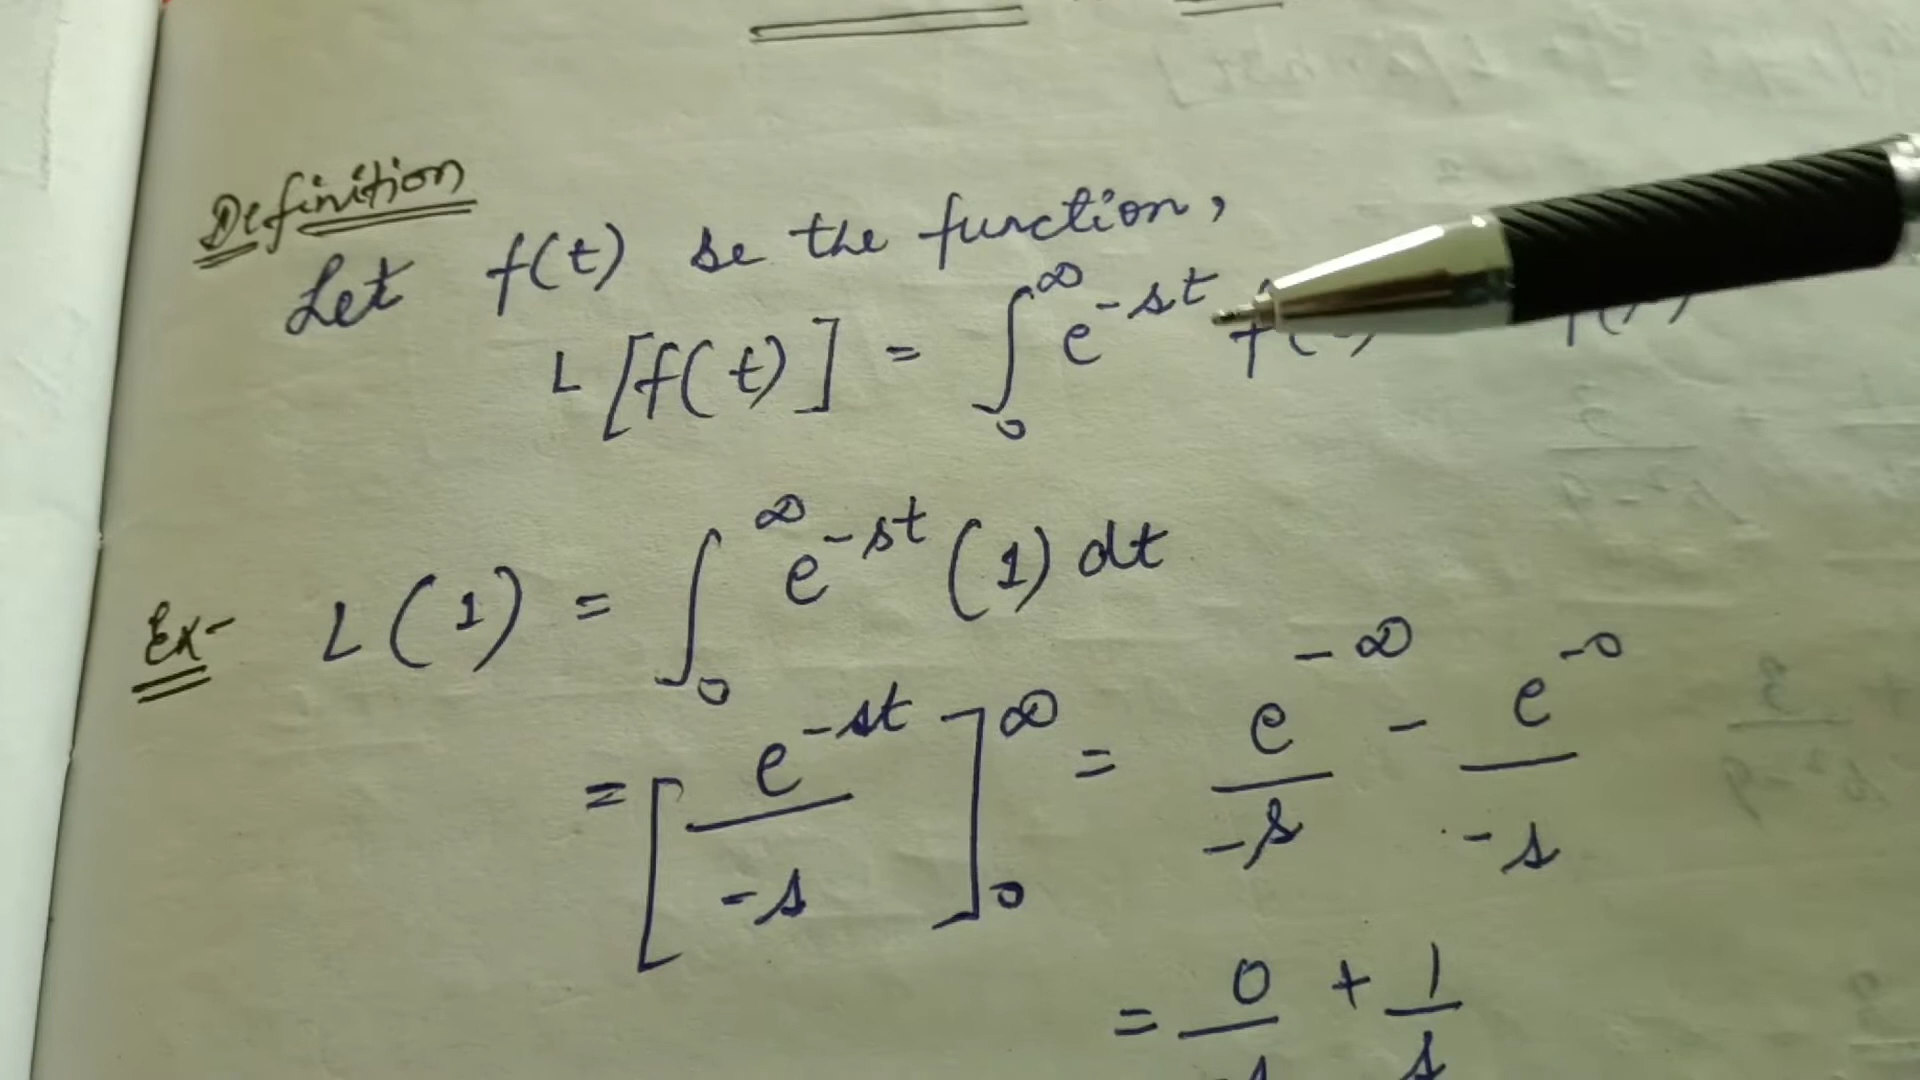 Definition
Let f(t) be the function,
L[f(t)] = ∫₀^∞ e^-st
Ex- L(1) = ∫₀^∞ e^-st (1) dt
= [e^-st / -s]₀^∞ = e^-∞ / -s - e^-0 / -s
= 0 / -s + 1 / s